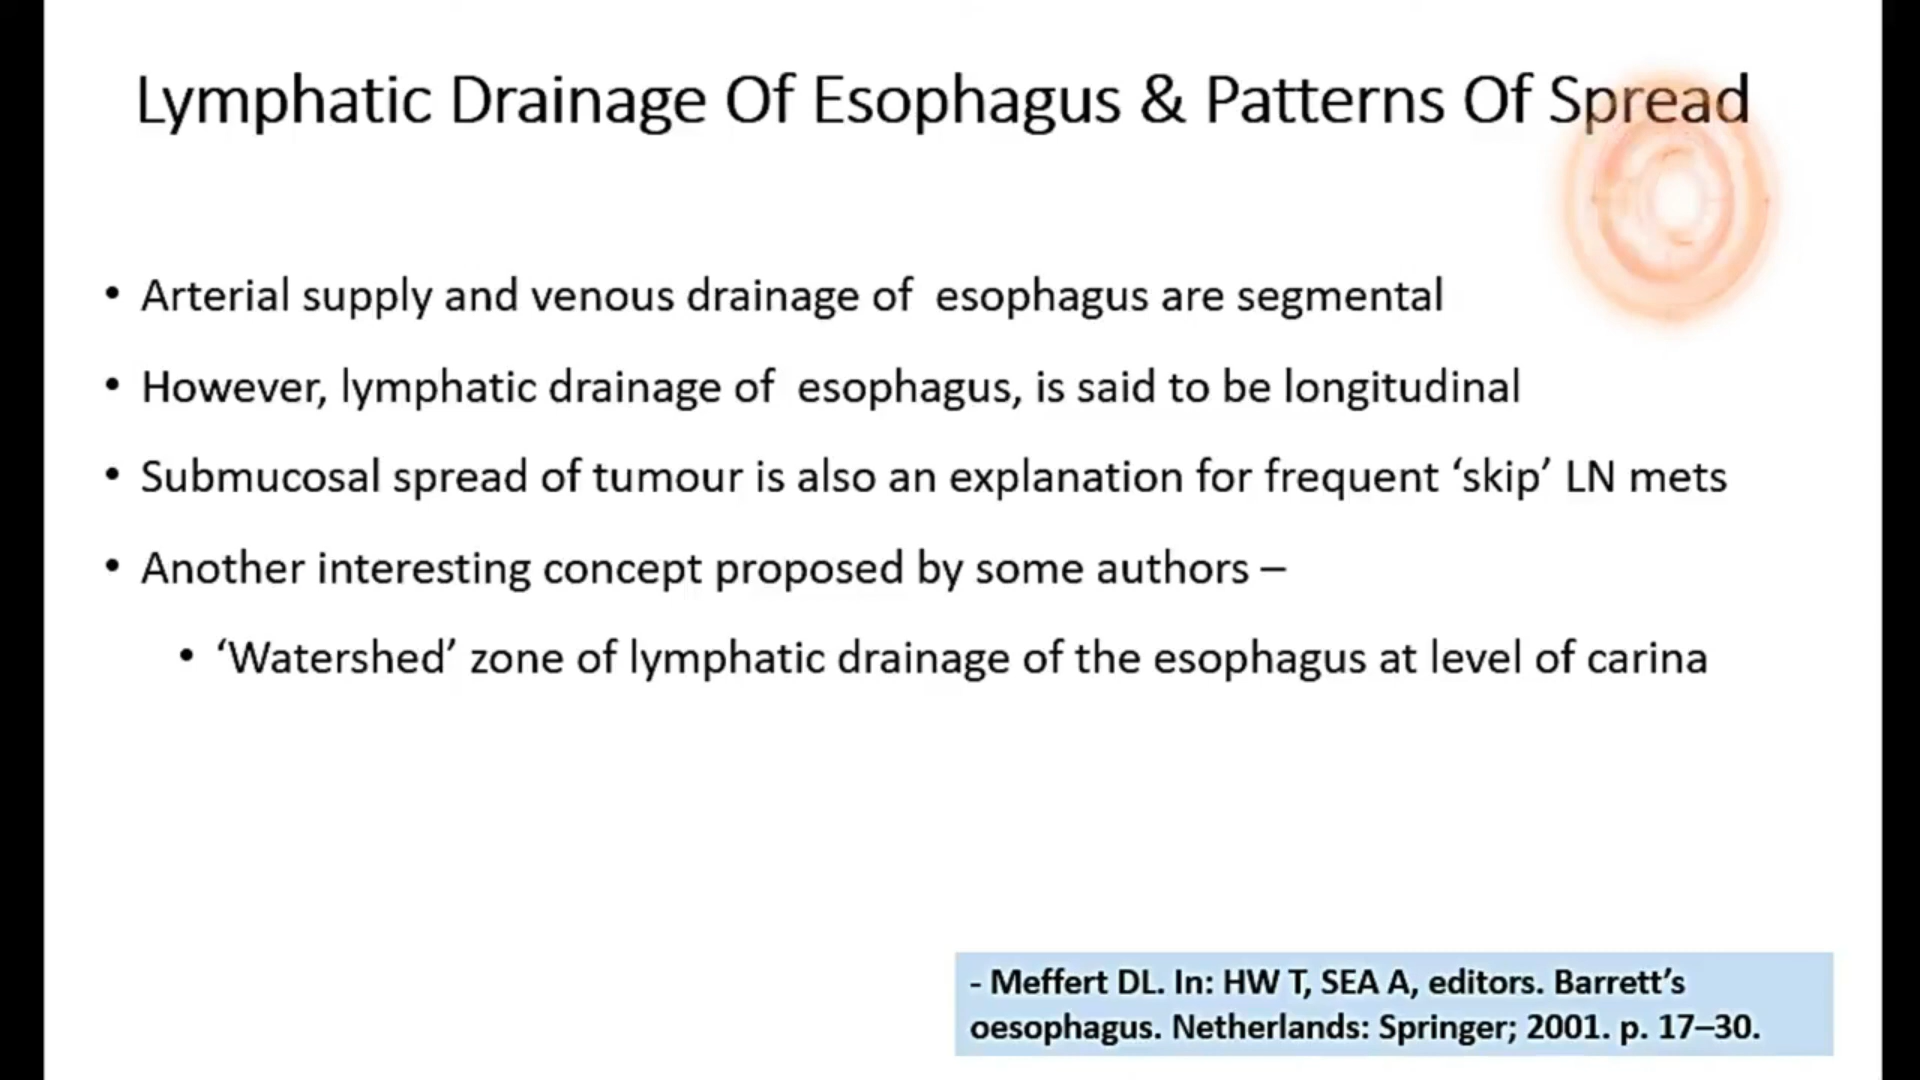 Lymphatic Drainage Of Esophagus & Patterns Of Spread
• Arterial supply and venous drainage of esophagus are segmental
• However, lymphatic drainage of esophagus, is said to be longitudinal
• Submucosal spread of tumour is also an explanation for frequent ‘skip’ LN mets
• Another interesting concept proposed by some authors –
• ‘Watershed’ zone of lymphatic drainage of the esophagus at level of carina
- Meffert DL. In: HW T, SEA A, editors. Barrett’s
oesophagus. Netherlands: Springer; 2001. p. 17–30.